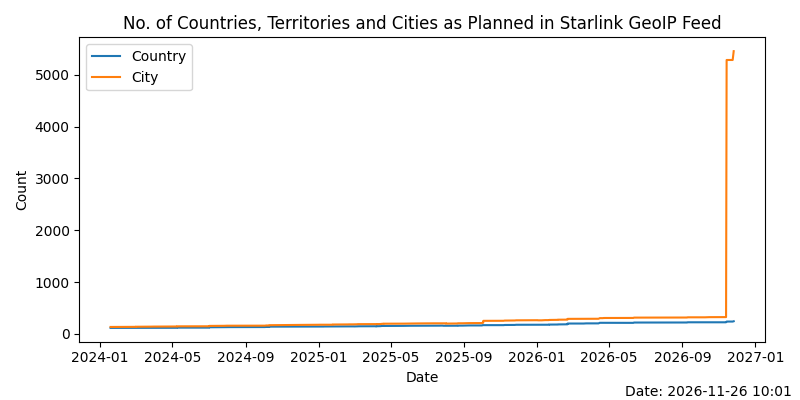 No. of Countries, Territories and Cities as Planned in Starlink GeoIP Feed
Country
City
5000
4000
3000
2000
1000
0
Count
2024-01
2024-05
2024-09
2025-01
2025-05
2025-09
2026-01
2026-05
2026-09
2027-01
Date
Date: 2026-11-26 10:01